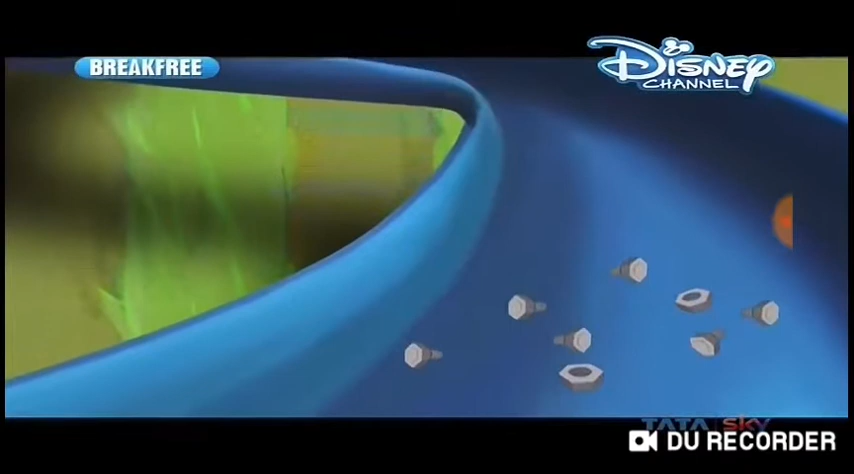 BREAKFREE
DISNEY
CHANNEL
TATA SKY
DU RECORDER